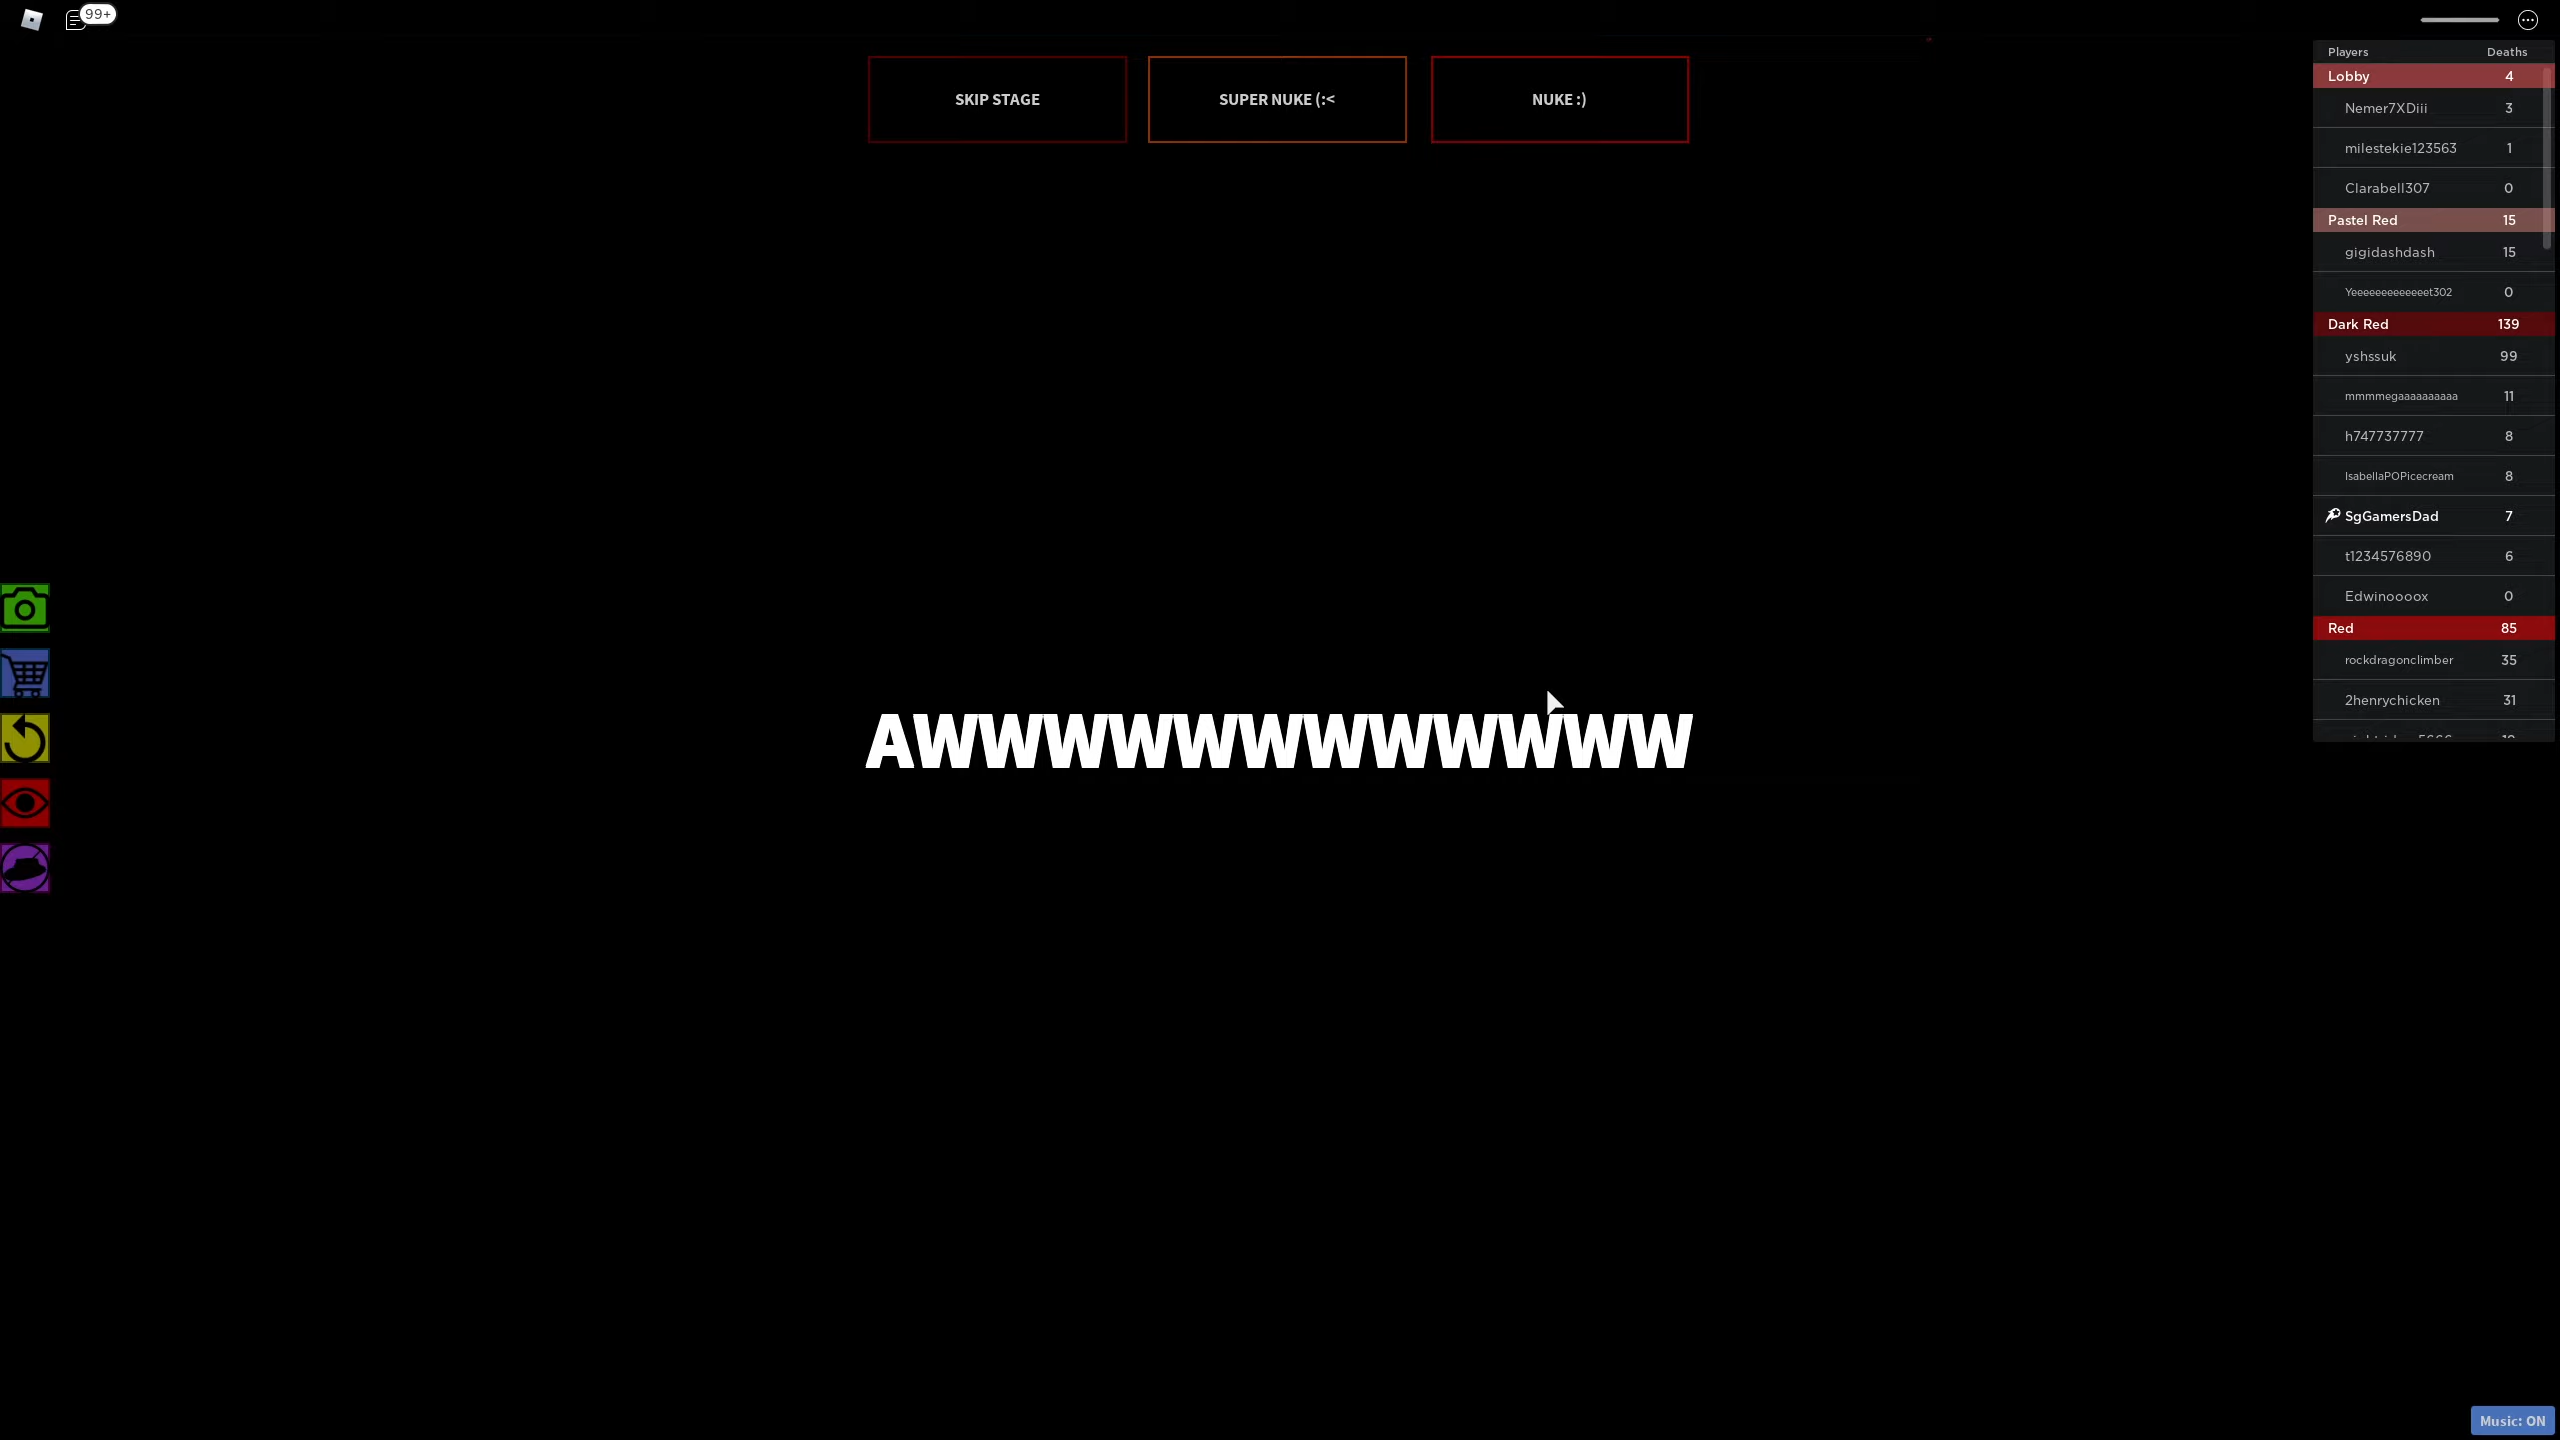 99+
SKIP STAGE
SUPER NUKE (:<
NUKE :)
Players Deaths
Lobby 4
Nemer7XDiii 3
milestekie123563 1
Clarabell307 0
Pastel Red 15
gigidashdash 15
Yeeeeeeeeeeeeet302 0
Dark Red 139
yshssuk 99
mmmmegaaaaaaaaaa 11
h747737777 8
IsabellaPOPicecream 8
SgGamersDad 7
t1234576890 6
Edwinoooox 0
Red 85
rockdragonclimber 35
2henrychicken 31
AWWWWWWWWWWWW
Music: ON